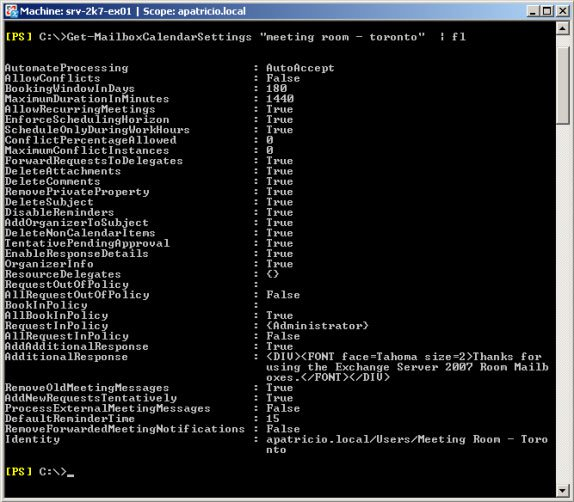 Machine: srv-2k7-ex01 | Scope: apatricio.local
[PS] C:\>Get-MailboxCalendarSettings "meeting room - toronto" | fl
AutomateProcessing : AutoAccept
AllowConflicts : False
BookingWindowInDays : 180
MaximumDurationInMinutes : 1440
AllowRecurringMeetings : True
EnforceSchedulingHorizon : True
ScheduleOnlyDuringWorkHours : True
ConflictPercentageAllowed : 0
MaximumConflictInstances : 0
ForwardRequestsToDelegates : True
DeleteAttachments : True
DeleteComments : True
RemovePrivateProperty : True
DeleteSubject : True
DisableReminders : True
AddOrganizerToSubject : True
DeleteNonCalendarItems : True
TentativePendingApproval : True
EnableResponseDetails : True
OrganizerInfo : True
ResourceDelegates : {}
RequestOutOfPolicy :
AllRequestOutOfPolicy : False
BookInPolicy :
AllBookInPolicy : True
RequestInPolicy : {Administrator}
AllRequestInPolicy : False
AddAdditionalResponse : True
AdditionalResponse : <DIV><FONT face=Tahoma size=2>Thanks for
using the Exchange Server 2007 Room Mailb
oxes.</FONT></DIV>
RemoveOldMeetingMessages : True
AddNewRequestsTentatively : True
ProcessExternalMeetingMessages : False
DefaultReminderTime : 15
RemoveForwardedMeetingNotifications : False
Identity : apatricio.local/Users/Meeting Room - Toro
nto
[PS] C:\>_